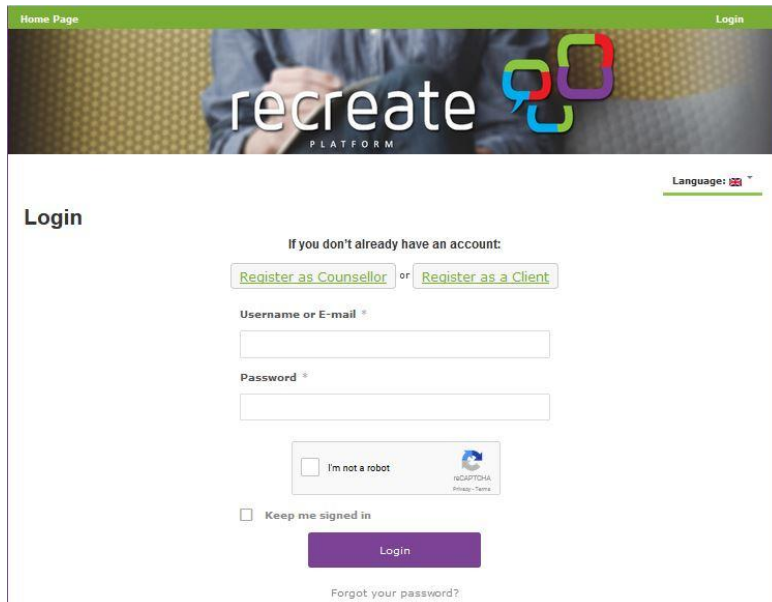 Home Page Login
recreate
PLATFORM
Language:
Login
If you don't already have an account:
Register as Counsellor or Register as a Client
Username or E-mail *
Password *
I'm not a robot
reCAPTCHA
Privacy - Terms
Keep me signed in
Login
Forgot your password?